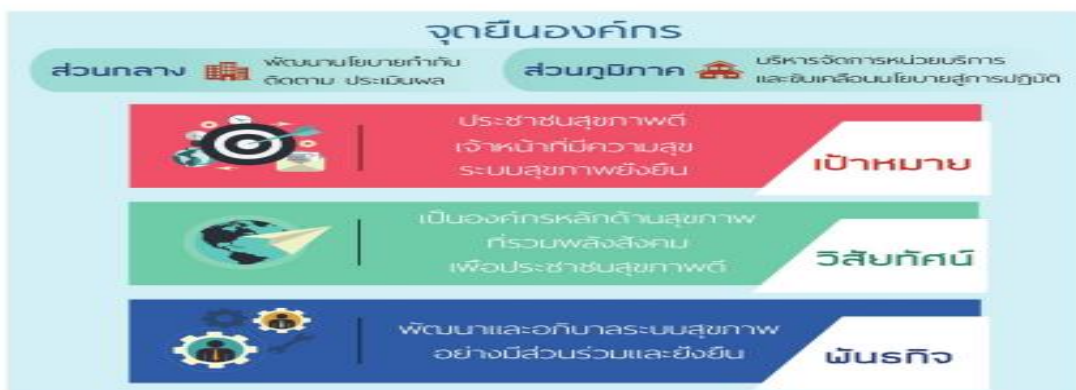 จุดยืนองค์กร
ส่วนกลาง
พัฒนานโยบายกำกับ
ติดตาม ประเมินผล
ส่วนภูมิภาค
บริหารจัดการหน่วยบริการ
และขับเคลื่อนนโยบายสู่การปฏิบัติ
ประชาชนสุขภาพดี
เจ้าหน้าที่มีความสุข
ระบบสุขภาพยั่งยืน
เป้าหมาย
เป็นองค์กรหลักด้านสุขภาพ
ที่รวมพลังสังคม
เพื่อประชาชนสุขภาพดี
วิสัยทัศน์
พัฒนาและอภิบาลระบบสุขภาพ
อย่างมีส่วนร่วมและยั่งยืน
พันธกิจ